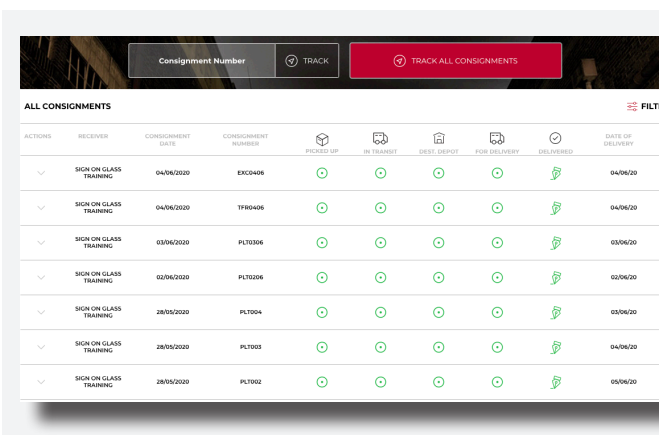 Consignment Number TRACK TRACK ALL CONSIGNMENTS
ALL CONSIGNMENTS FILT
ACTIONS RECEIVER CONSIGNMENT DATE CONSIGNMENT NUMBER PICKED UP IN TRANSIT DEST. DEPOT FOR DELIVERY DELIVERED DATE OF DELIVERY
SIGN ON GLASS TRAINING 04/06/2020 EXC0406 04/06/20
SIGN ON GLASS TRAINING 04/06/2020 TFR0406 04/06/20
SIGN ON GLASS TRAINING 03/06/2020 PLT0306 03/06/20
SIGN ON GLASS TRAINING 02/06/2020 PLT0206 02/06/20
SIGN ON GLASS TRAINING 28/05/2020 PLT004 03/06/20
SIGN ON GLASS TRAINING 28/05/2020 PLT003 04/06/20
SIGN ON GLASS TRAINING 28/05/2020 PLT002 05/06/20